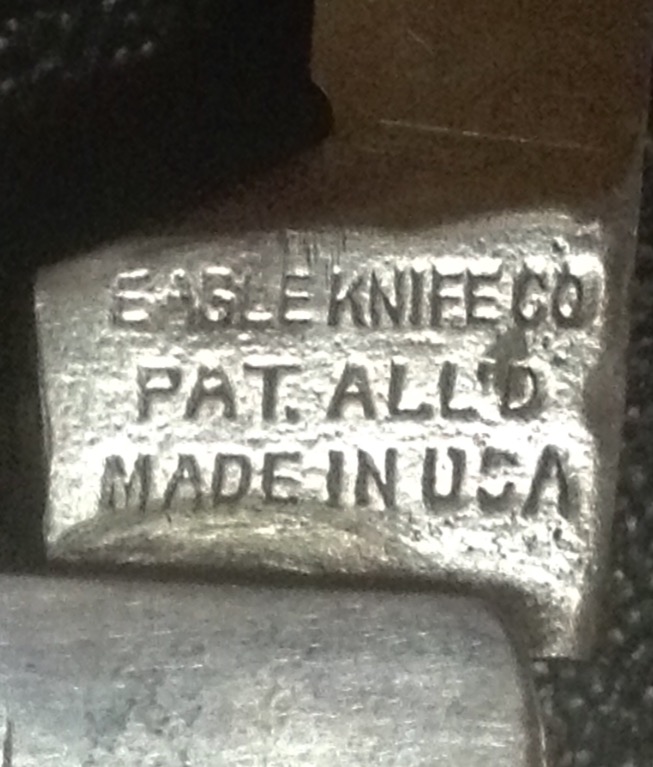 EAGLE KNIFE CO
PAT. ALL'D
MADE IN USA